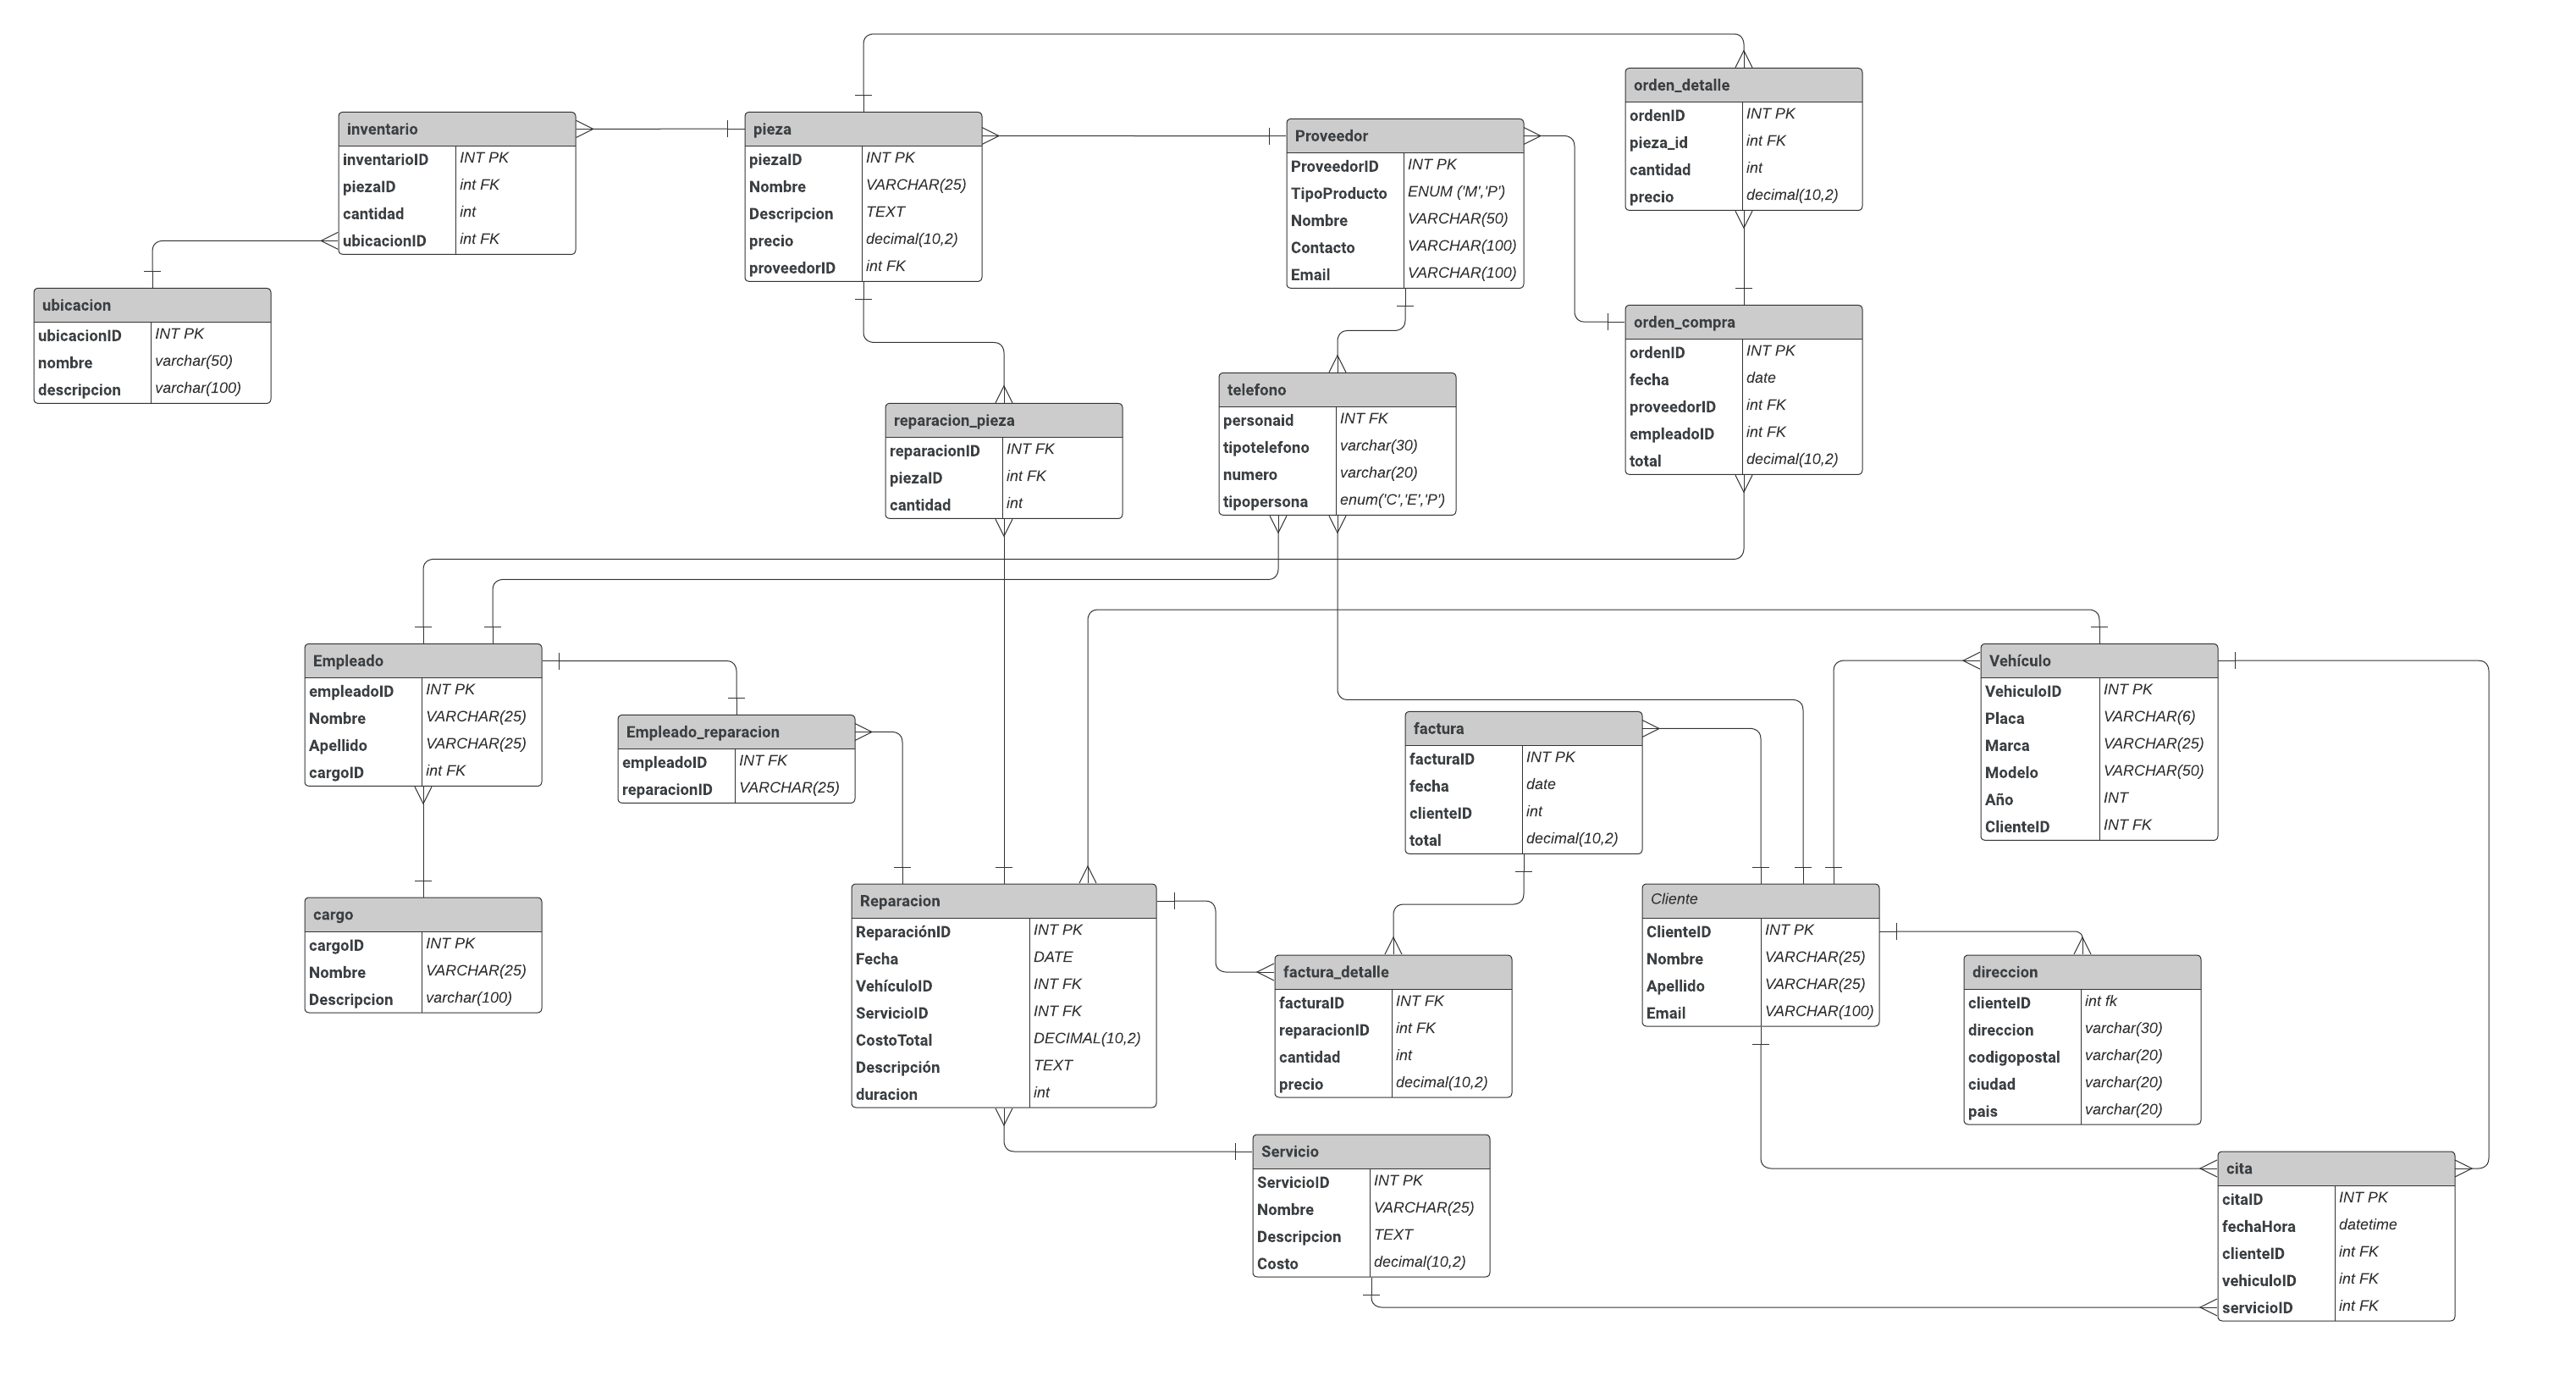 orden_detalle
ordenID INT PK
pieza_id int FK
cantidad int
precio decimal(10,2)
inventario
inventarioID INT PK
piezaID int FK
cantidad int
ubicacionID int FK
pieza
piezaID INT PK
Nombre VARCHAR(25)
Descripcion TEXT
precio decimal(10,2)
proveedorID int FK
Proveedor
ProveedorID INT PK
TipoProducto ENUM ('M','P')
Nombre VARCHAR(50)
Contacto VARCHAR(100)
Email VARCHAR(100)
ubicacion
ubicacionID INT PK
nombre varchar(50)
descripcion varchar(100)
orden_compra
ordenID INT PK
fecha date
proveedorID int FK
empleadoID int FK
total decimal(10,2)
telefono
personaid INT FK
tipotelefono varchar(30)
numero varchar(20)
tipopersona enum('C','E','P')
reparacion_pieza
reparacionID INT FK
piezaID int FK
cantidad int
Empleado
empleadoID INT PK
Nombre VARCHAR(25)
Apellido VARCHAR(25)
cargoID int FK
Empleado_reparacion
empleadoID INT FK
reparacionID VARCHAR(25)
factura
facturaID INT PK
fecha date
clienteID int
total decimal(10,2)
Vehículo
VehiculoID INT PK
Placa VARCHAR(6)
Marca VARCHAR(25)
Modelo VARCHAR(50)
Año INT
ClienteID INT FK
cargo
cargoID INT PK
Nombre VARCHAR(25)
Descripcion varchar(100)
Reparacion
ReparaciónID INT PK
Fecha DATE
VehículoID INT FK
ServicioID INT FK
CostoTotal DECIMAL(10,2)
Descripción TEXT
duracion int
factura_detalle
facturaID INT FK
reparacionID int FK
cantidad int
precio decimal(10,2)
Cliente
ClienteID INT PK
Nombre VARCHAR(25)
Apellido VARCHAR(25)
Email VARCHAR(100)
direccion
clienteID int fk
direccion varchar(30)
codigopostal varchar(20)
ciudad varchar(20)
pais varchar(20)
Servicio
ServicioID INT PK
Nombre VARCHAR(25)
Descripcion TEXT
Costo decimal(10,2)
cita
citaID INT PK
fechaHora datetime
clienteID int FK
vehiculoID int FK
servicioID int FK